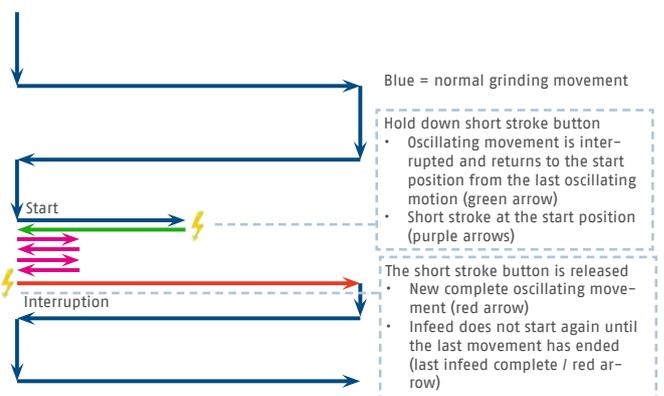 Blue = normal grinding movement
Hold down short stroke button
• Oscillating movement is inter-
rupted and returns to the start
position from the last oscillating
motion (green arrow)
• Short stroke at the start position
(purple arrows)
Start
The short stroke button is released
• New complete oscillating move-
ment (red arrow)
• Infeed does not start again until
the last movement has ended
(last infeed complete / red ar-
row)
Interruption